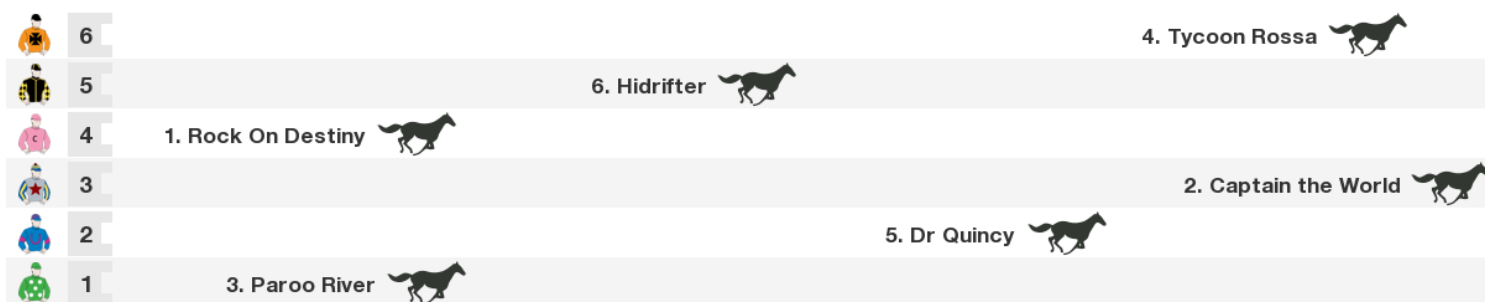 6 4. Tycoon Rossa
5 6. Hidrifter
4 1. Rock On Destiny
3 2. Captain the World
2 5. Dr Quincy
1 3. Paroo River